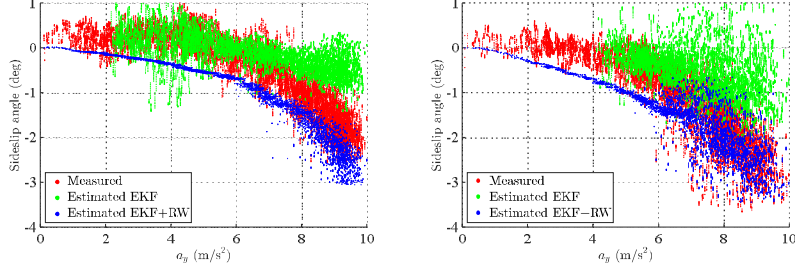 1
0
-1
-2
-3
-4
Sideslip angle (deg)
Measured
Estimated EKF
Estimated EKF+RW
0 2 4 6 8 10
a_y (m/s²)
1
0
-1
-2
-3
-4
Sideslip angle (deg)
Measured
Estimated EKF
Estimated EKF−RW
0 2 4 6 8 10
a_y (m/s²)